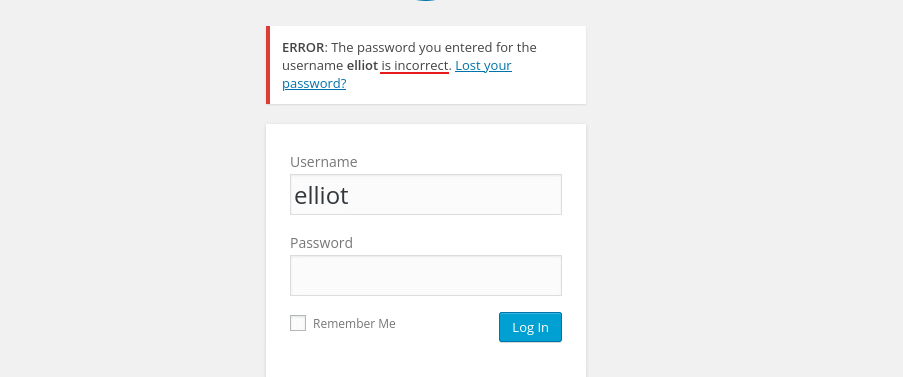 ERROR: The password you entered for the
username elliot is incorrect. Lost your
password?
Username
elliot
Password
Remember Me
Log In